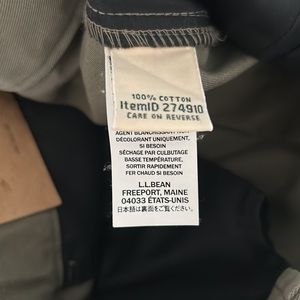 100% COTTON
ItemID 274910
CARE ON REVERSE
AGENT BLANCHISSANT NON
DÉCOLORANT UNIQUEMENT,
SI BESOIN
SÉCHAGE PAR CULBUTAGE
BASSE TEMPÉRATURE,
SORTIR RAPIDEMENT
FER CHAUD SI BESOIN
L.L.BEAN
FREEPORT, MAINE
04033 ÉTATS-UNIS
日本語は裏面をご覧ください。